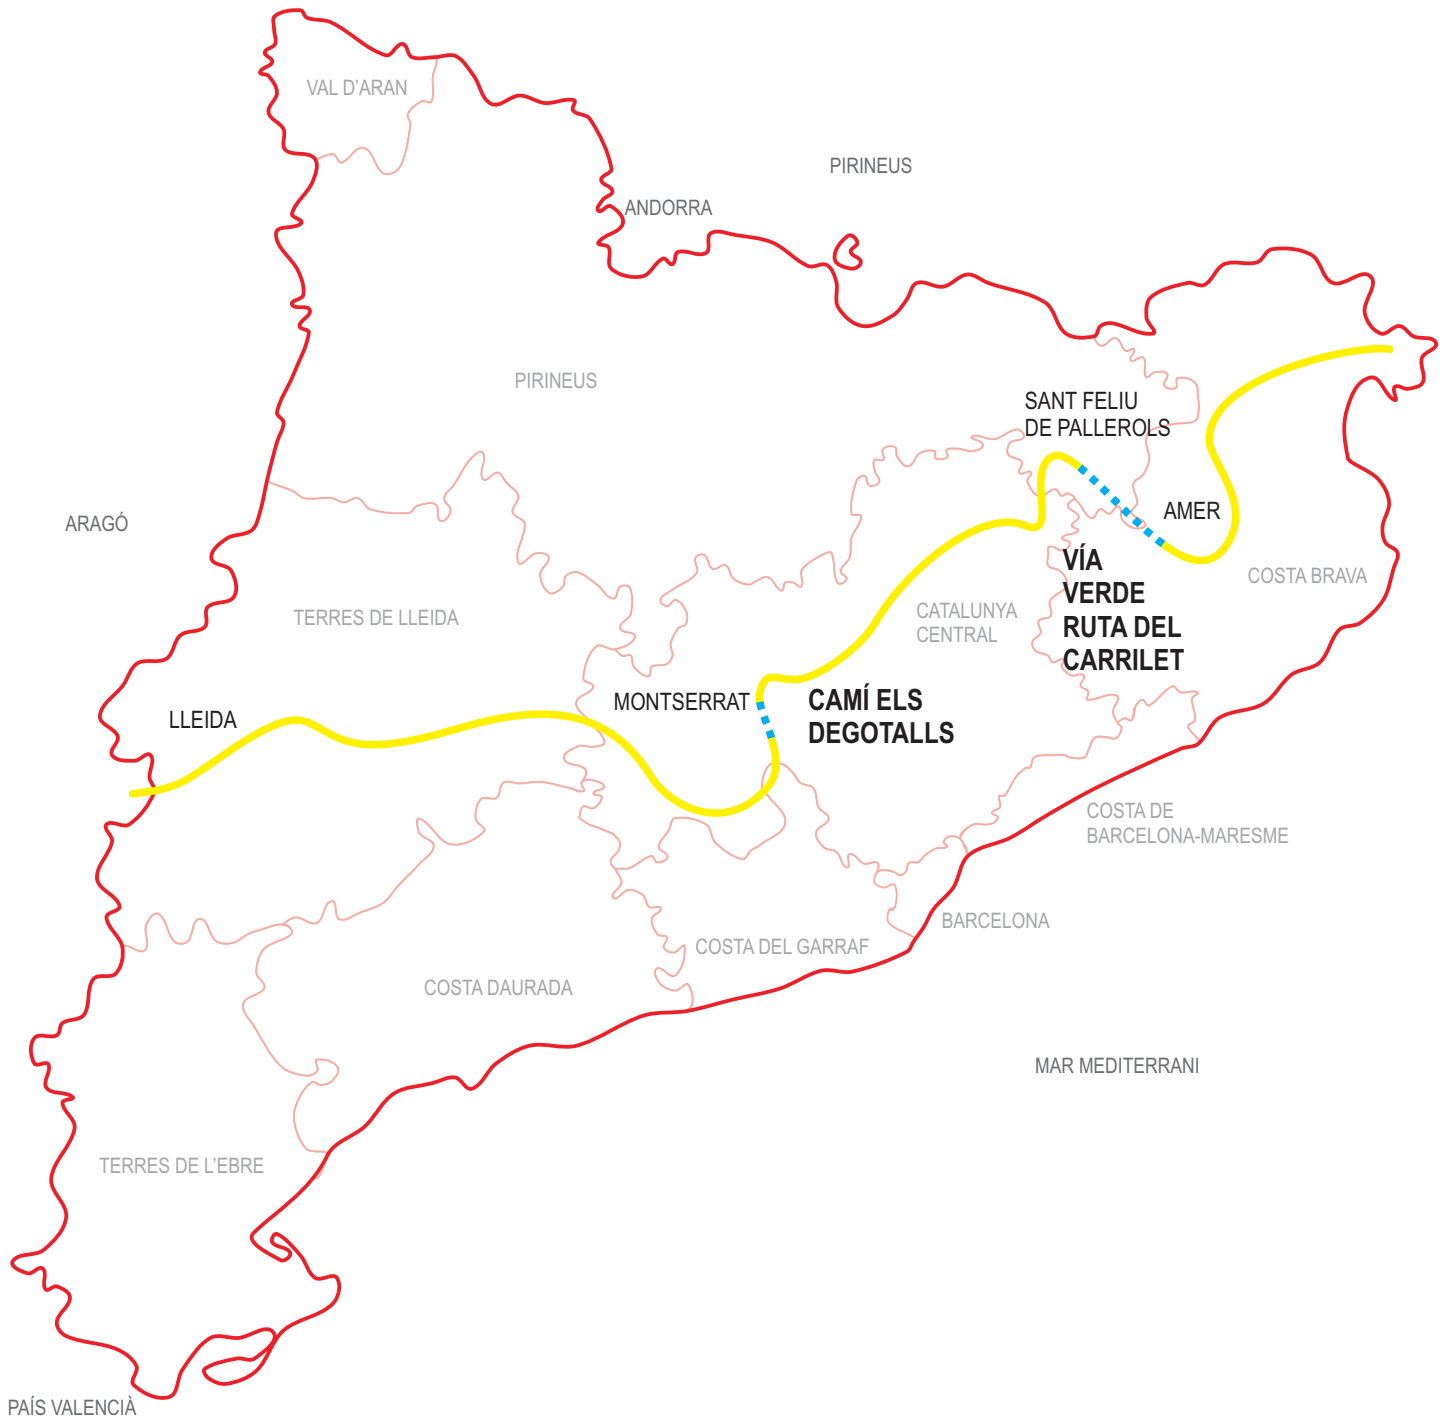 VAL D'ARAN
PIRINEUS
ANDORRA
PIRINEUS
SANT FELIU
DE PALLEROLS
ARAGÓ
AMER
VÍA
VERDE
RUTA DEL
CARRILET
COSTA BRAVA
TERRES DE LLEIDA
CATALUNYA
CENTRAL
MONTSERRAT
CAMÍ ELS
DEGOTALLS
LLEIDA
COSTA DE
BARCELONA-MARESME
BARCELONA
COSTA DEL GARRAF
COSTA DAURADA
MAR MEDITERRANI
TERRES DE L'EBRE
PAÍS VALENCIÀ